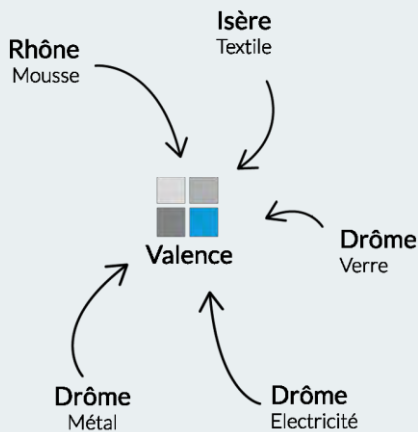 Isère
Textile
Rhône
Mousse
Valence
Drôme
Verre
Drôme
Métal
Drôme
Electricité